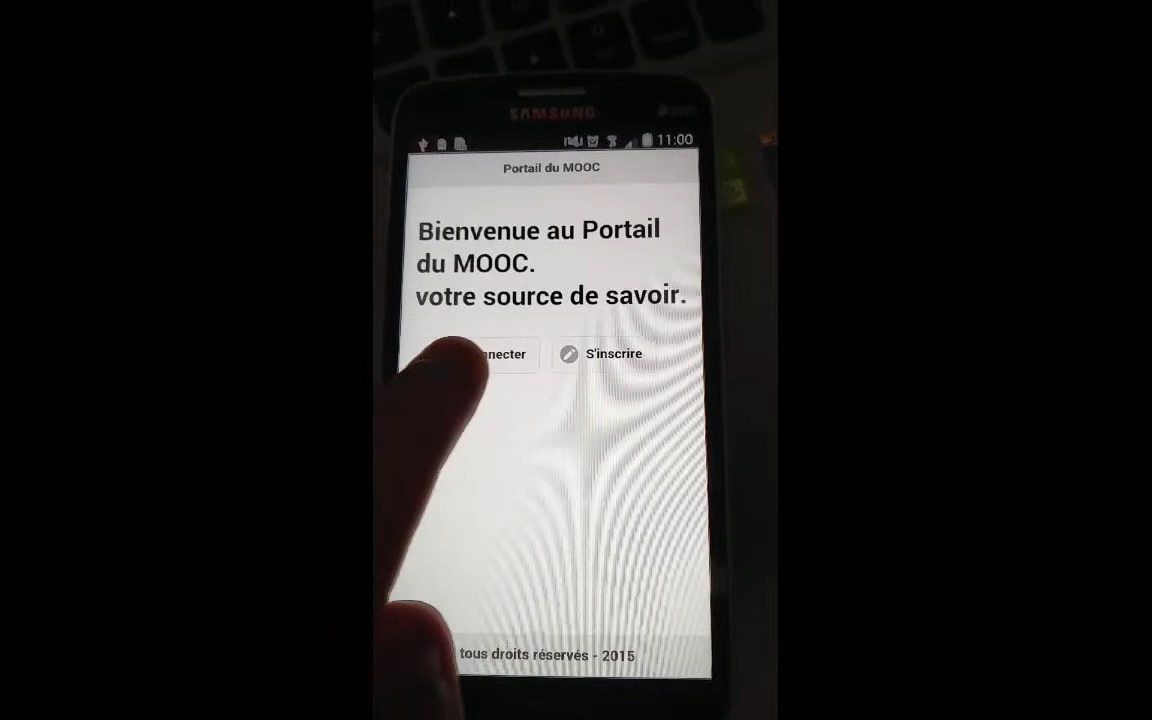 SAMSUNG
11:00
Portail du MOOC
Bienvenue au Portail
du MOOC.
votre source de savoir.
nnecter S'inscrire
tous droits réservés - 2015